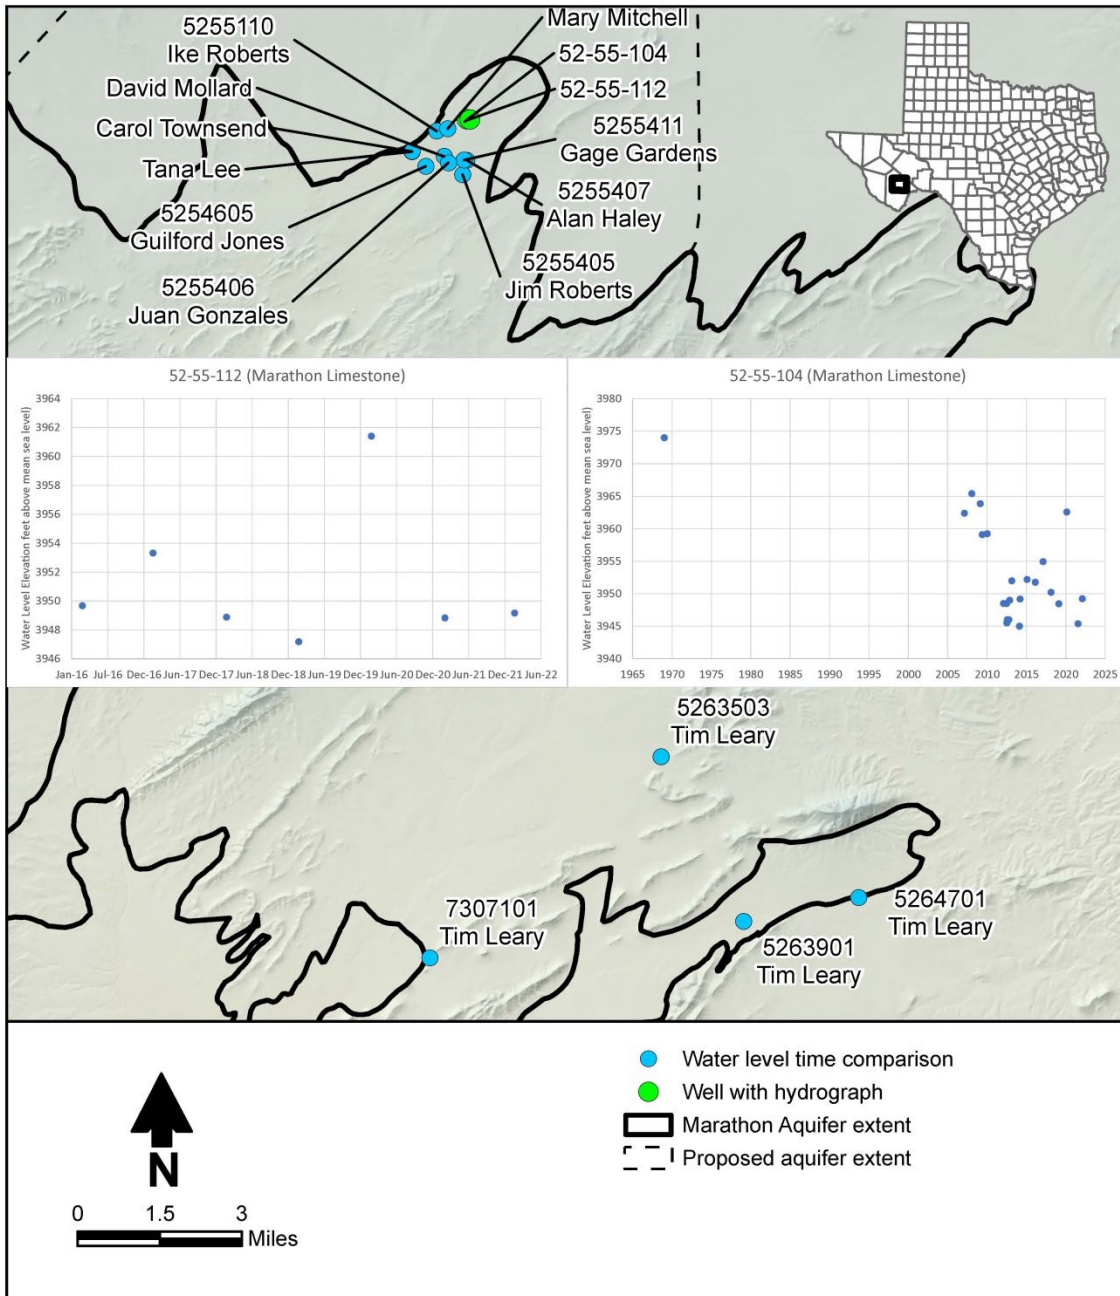 Mary Mitchell
5255110
Ike Roberts
52-55-104
David Mollard
52-55-112
Carol Townsend
5255411
Gage Gardens
Tana Lee
5255407
Alan Haley
5254605
Guilford Jones
5255405
Jim Roberts
5255406
Juan Gonzales
52-55-112 (Marathon Limestone)
Water Level Elevation feet above mean sea level)
3964
3962
3960
3958
3956
3954
3952
3950
3948
3946
Jan-16 Jul-16 Dec-16 Jun-17 Dec-17 Jun-18 Dec-18 Jun-19 Dec-19 Jun-20 Dec-20 Jun-21 Dec-21 Jun-22
52-55-104 (Marathon Limestone)
Water Level Elevation feet above mean sea level)
3980
3975
3970
3965
3960
3955
3950
3945
3940
1965 1970 1975 1980 1985 1990 1995 2000 2005 2010 2015 2020 2025
5263503
Tim Leary
7307101
Tim Leary
5264701
Tim Leary
5263901
Tim Leary
Water level time comparison
Well with hydrograph
Marathon Aquifer extent
Proposed aquifer extent
N
0 1.5 3
Miles